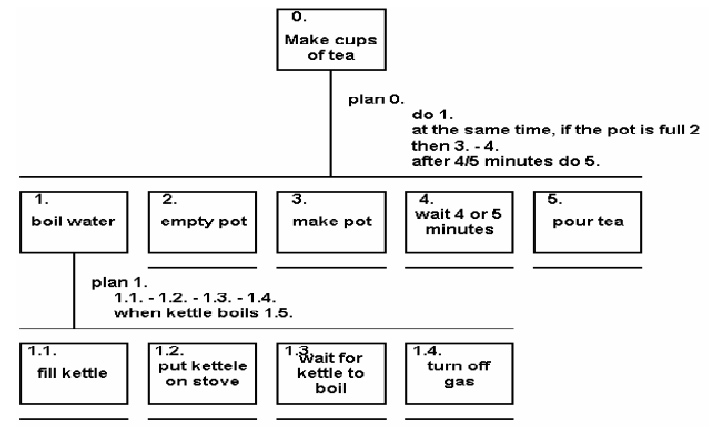 0.
Make cups
of tea
plan 0.
do 1.
at the same time, if the pot is full 2
then 3. - 4.
after 4/5 minutes do 5.
1.
boil water
2.
empty pot
3.
make pot
4.
wait 4 or 5
minutes
5.
pour tea
plan 1.
1.1. - 1.2. - 1.3. - 1.4.
when kettle boils 1.5.
1.1.
fill kettle
1.2.
put kettele
on stove
1.3.
wait for
kettle to
boil
1.4.
turn off
gas